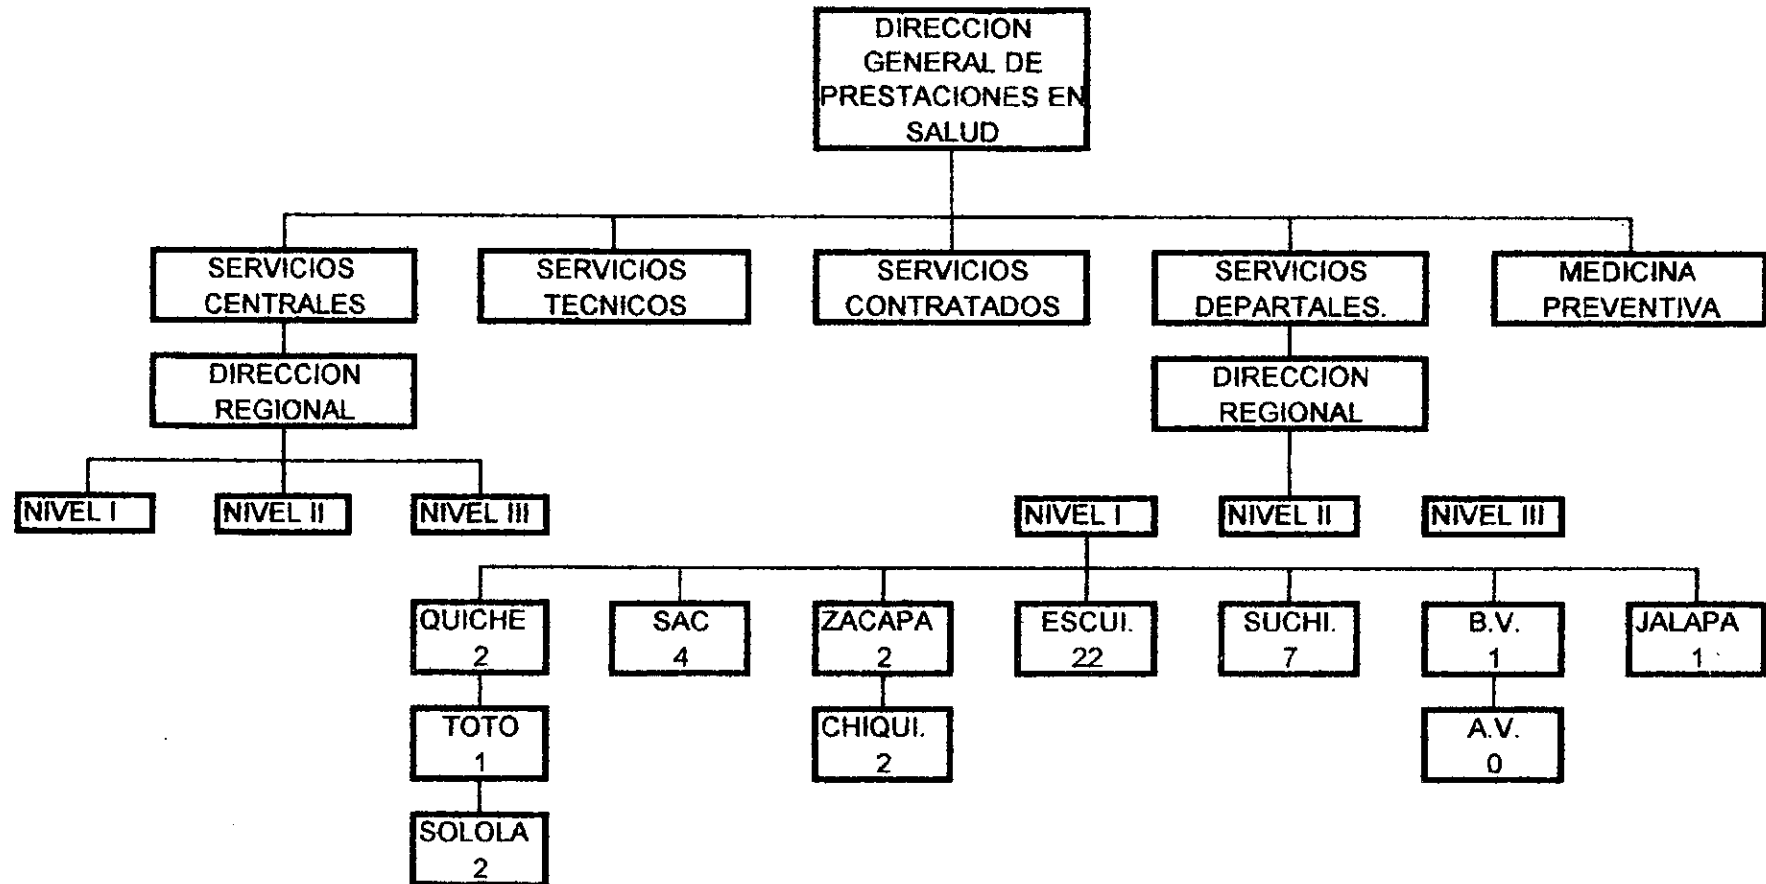 DIRECCION
GENERAL DE
PRESTACIONES EN
SALUD
SERVICIOS
CENTRALES
SERVICIOS
TECNICOS
SERVICIOS
CONTRATADOS
SERVICIOS
DEPARTALES.
MEDICINA
PREVENTIVA
DIRECCION
REGIONAL
DIRECCION
REGIONAL
NIVEL I
NIVEL II
NIVEL III
NIVEL I
NIVEL II
NIVEL III
QUICHE
2
SAC
4
ZACAPA
2
ESCUI.
22
SUCHI.
7
B.V.
1
JALAPA
1
TOTO
1
CHIQUI.
2
A.V.
0
SOLOLA
2